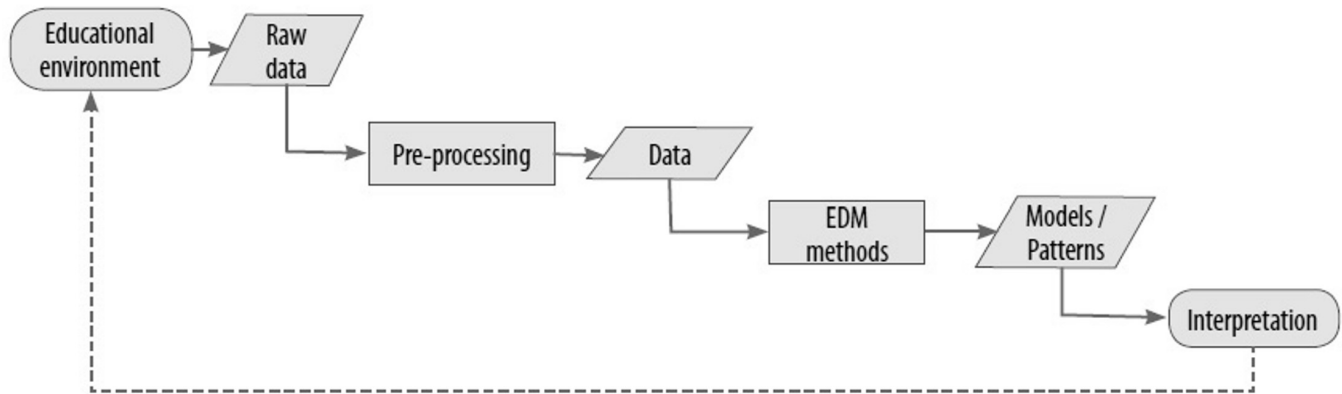 Educational
environment
Raw
data
Pre-processing
Data
EDM
methods
Models /
Patterns
Interpretation